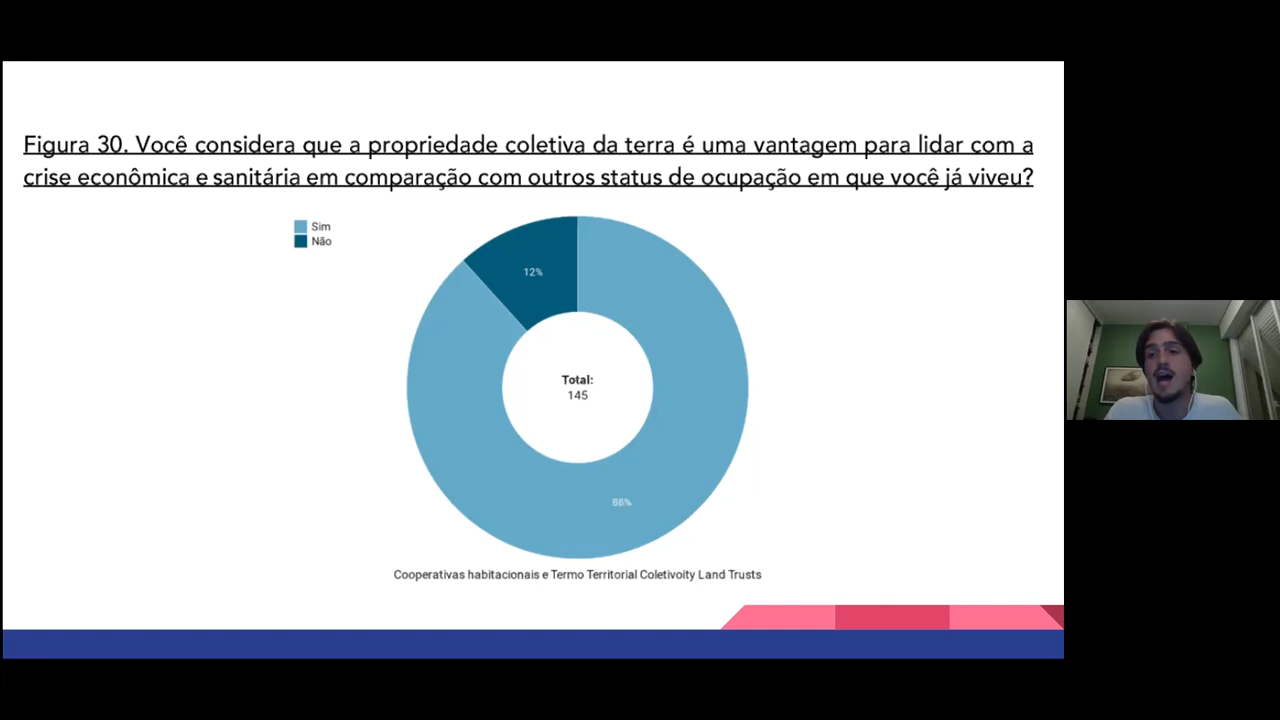 Figura 30. Você considera que a propriedade coletiva da terra é uma vantagem para lidar com a
crise econômica e sanitária em comparação com outros status de ocupação em que você já viveu?
Sim
Não
12%
Total:
145
88%
Cooperativas habitacionais e Termo Territorial Coletivoity Land Trusts